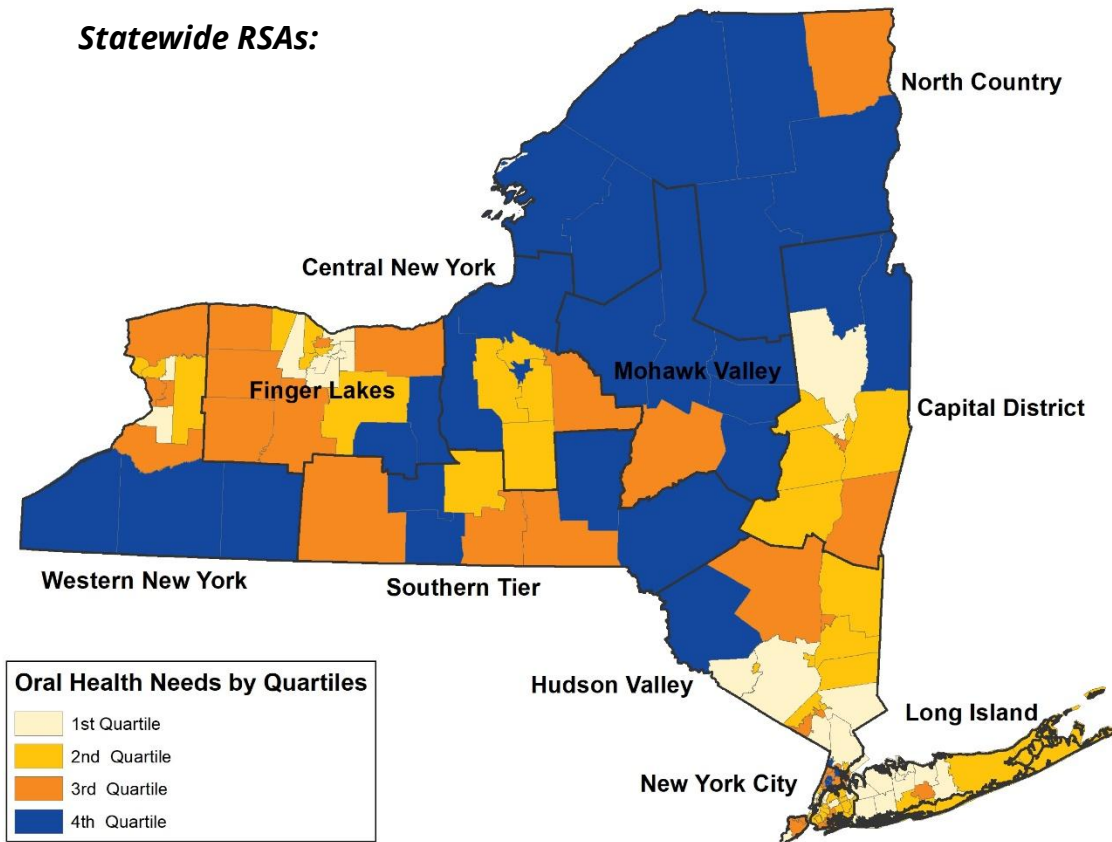 Statewide RSAs:
North Country
Central New York
Mohawk Valley
Finger Lakes
Capital District
Western New York
Southern Tier
Hudson Valley
Long Island
New York City
Oral Health Needs by Quartiles
1st Quartile
2nd Quartile
3rd Quartile
4th Quartile